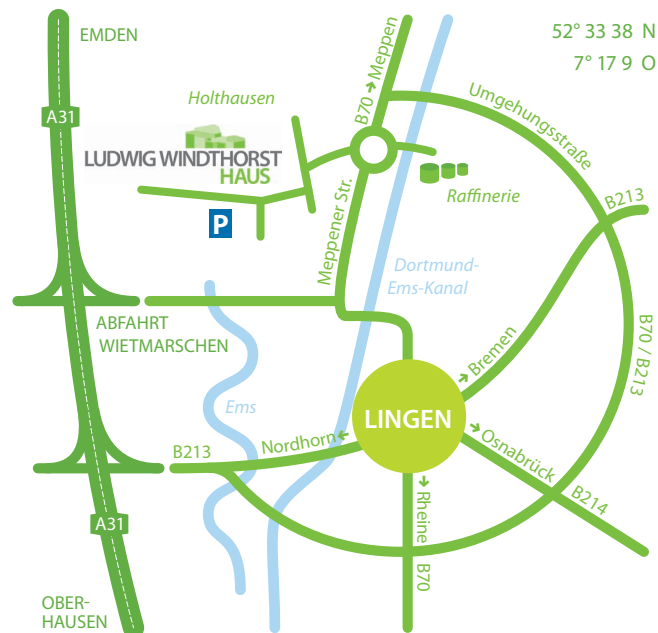 EMDEN
52° 33 38 N
7° 17 9 O
B70 → Meppen
Holthausen
Umgehungsstraße
A31
LUDWIG WINDTHORST
HAUS
Raffinerie
B213
P
Meppener Str.
Dortmund-
Ems-Kanal
ABFAHRT
WIETMARSCHEN
→ Bremen
B70 / B213
Ems
LINGEN
B213
Nordhorn ←
→ Osnabrück
B214
→ Rheine
B70
A31
OBER-
HAUSEN